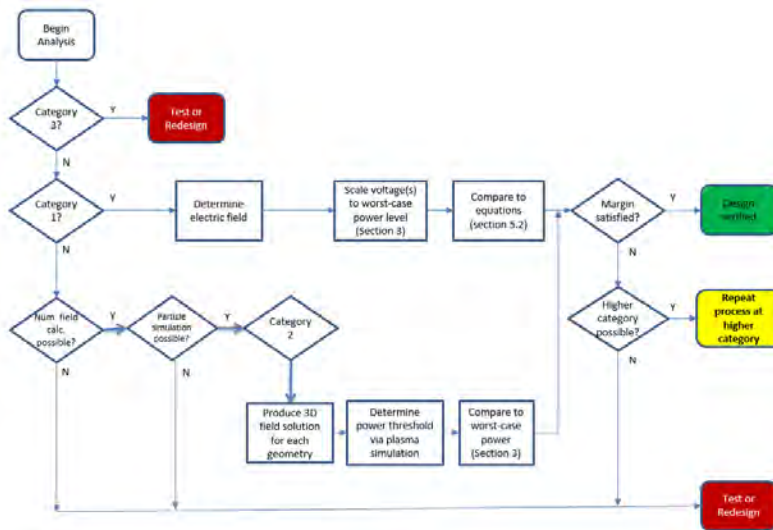 Begin
Analysis
Category
3?
Y
Test or
Redesign
N
Category
1?
Y
Determine
electric field
Scale voltage(s)
to worst-case
power level
(Section 3)
Compare to
equations
(section 5.2)
Margin
satisfied?
Y
Design
verified
N
N
Num field
calc.
possible?
Y
Particle
simulation
possible?
Y
Category
2
Higher
category
possible?
Y
Repeat
process at
higher
category
N
N
N
Produce 3D
field solution
for each
geometry
Determine
power threshold
via plasma
simulation
Compare to
worst-case
power
(Section 3)
Test or
Redesign